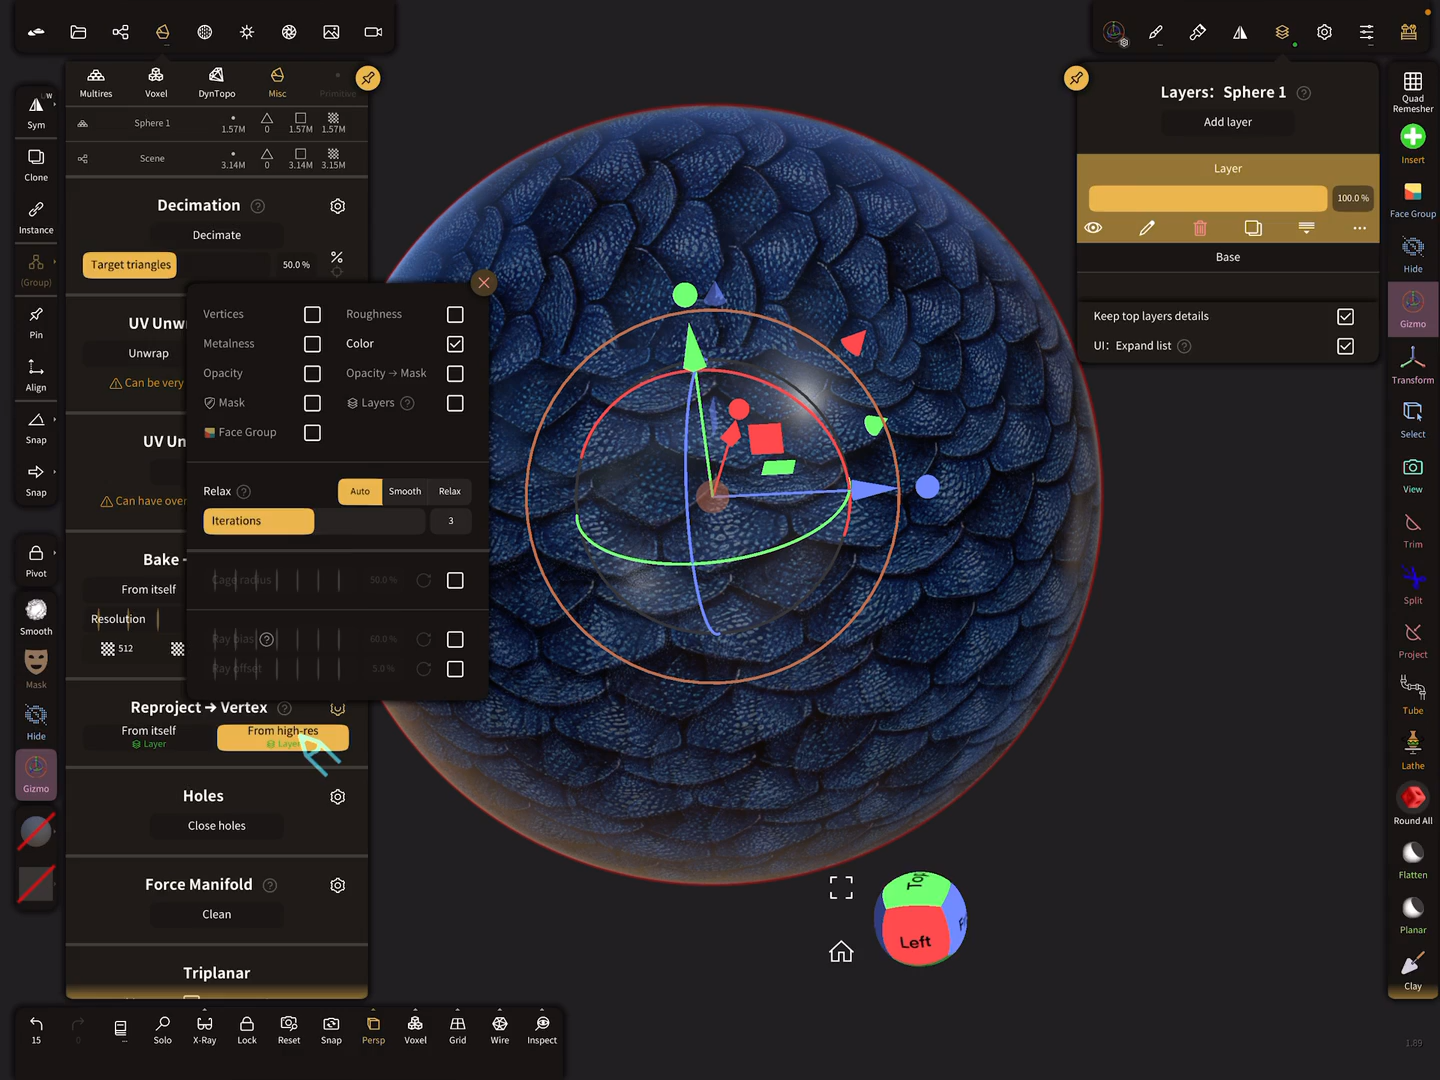 Multires
Voxel
DynTopo
Misc
Primitive
Sphere 1
1.57M
0
1.57M
1.57M
Scene
3.14M
0
3.14M
3.15M
Decimation ?
Decimate
Target triangles
50.0 %
%
UV Unw
Unwrap
Can be very
UV Un
Can have over
Bake -
From itself
Resolution
512
Vertices
Roughness
Metalness
Color
Opacity
Opacity → Mask
Mask
Layers ?
Face Group
Relax ?
Auto
Smooth
Relax
Iterations
3
Cage radius
50.0 %
Ray bias ?
60.0 %
Ray offset
5.0 %
Reproject → Vertex ?
From itself
Layer
From high-res
Layer
Holes
Close holes
Force Manifold ?
Clean
Triplanar
W
Sym
Clone
Instance
(Group)
Pin
Align
Snap
Snap
Pivot
Smooth
Mask
Hide
Gizmo
15
0
Solo
X-Ray
Lock
Reset
Snap
Persp
Voxel
Grid
Wire
Inspect
Top
Left
F
Layers: Sphere 1 ?
Add layer
Layer
100.0 %
Base
Keep top layers details
UI: Expand list ?
Quad
Remesher
Insert
Face Group
Hide
Gizmo
Transform
Select
View
Trim
Split
Project
Tube
Lathe
Round All
Flatten
Planar
Clay
1.89